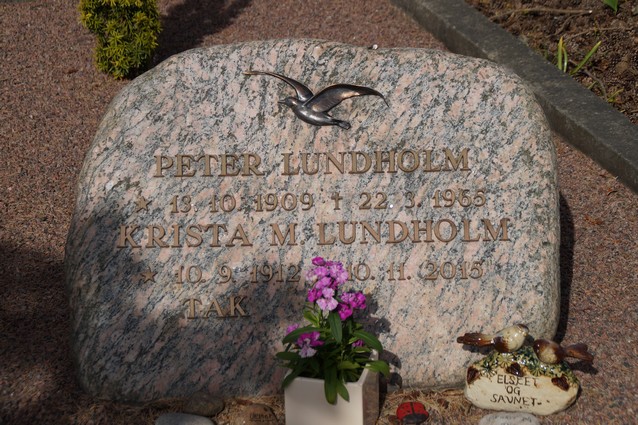 PETER LUNDHOLM
* 13. 10. 1909 † 22. 3. 1965
KRISTA M. LUNDHOLM
* 10. 9. 1912 10. 11. 2015
TAK
ELSKET
OG
SAVNET